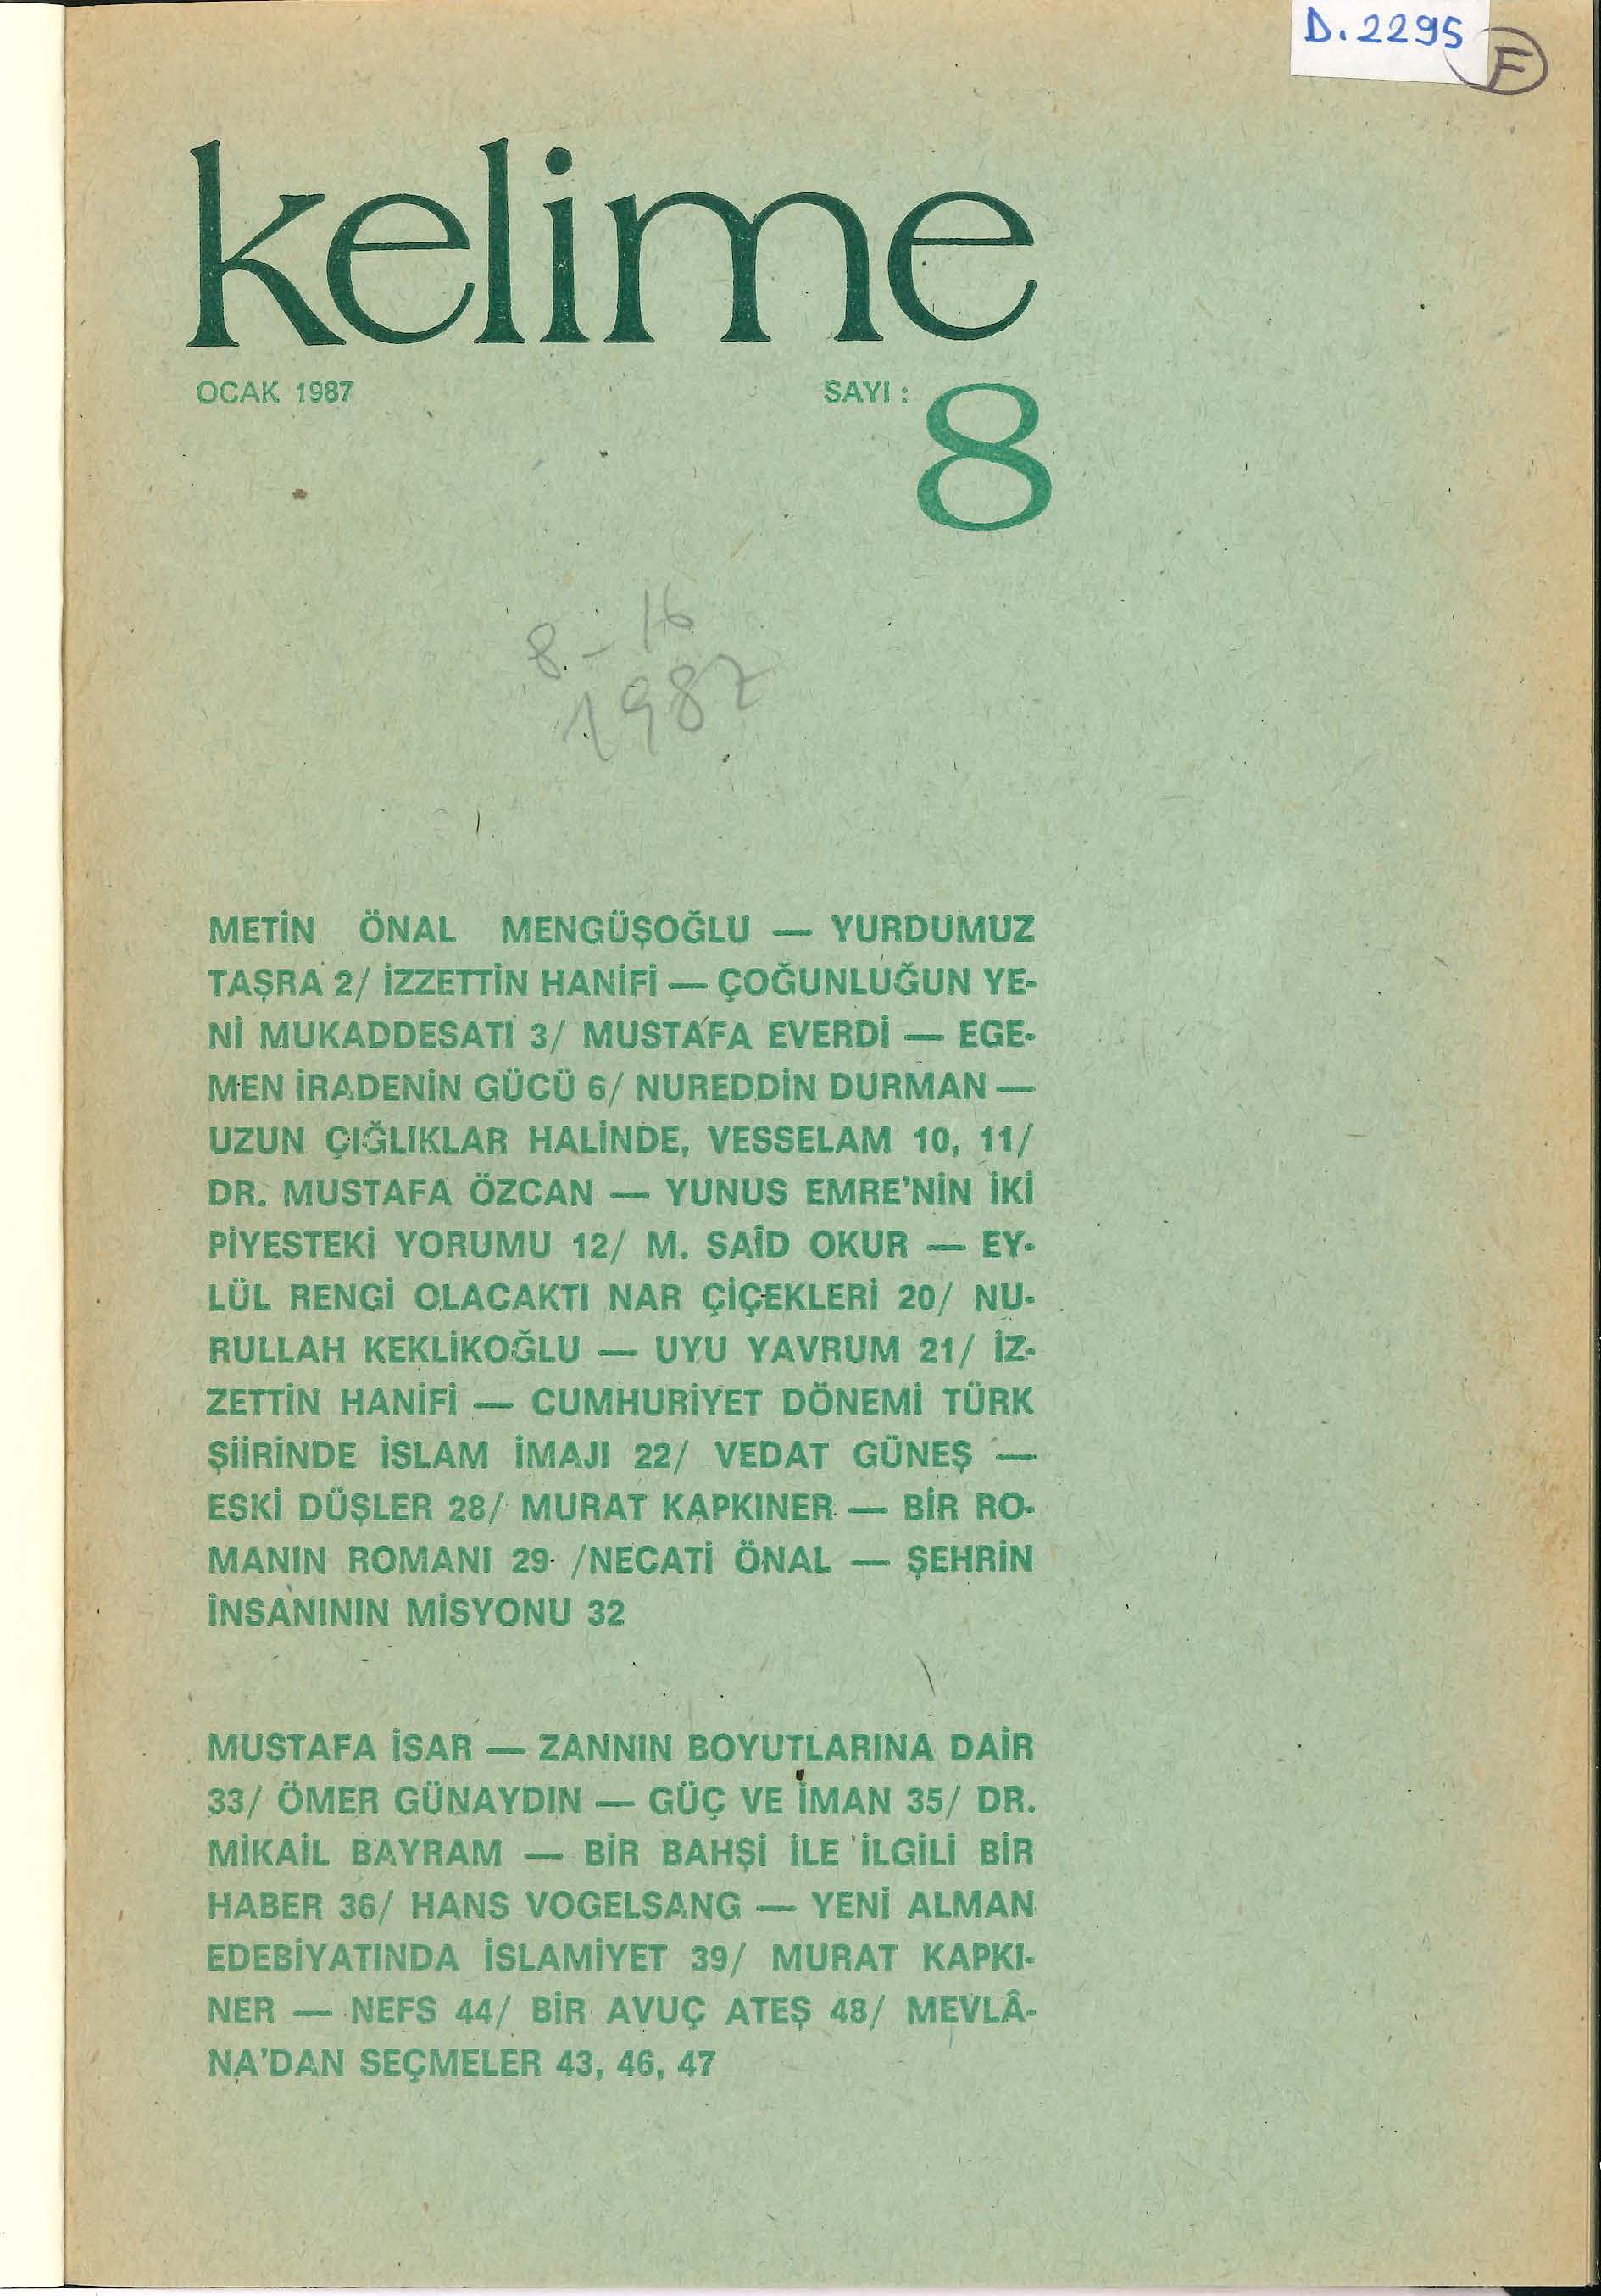 D.2295
F
kelime
OCAK 1987
SAYI : 8
8 - 16
1987
METİN ÖNAL MENGÜŞOĞLU — YURDUMUZ
TAŞRA 2/ İZZETTİN HANİFİ — ÇOĞUNLUĞUN YE-
Nİ MUKADDESATI 3/ MUSTAFA EVERDİ — EGE-
MEN İRADENİN GÜCÜ 6/ NUREDDİN DURMAN —
UZUN ÇIĞLIKLAR HALİNDE, VESSELAM 10, 11/
DR. MUSTAFA ÖZCAN — YUNUS EMRE'NİN İKİ
PİYESTEKİ YORUMU 12/ M. SAİD OKUR — EY-
LÜL RENGİ OLACAKTI NAR ÇİÇEKLERİ 20/ NU-
RULLAH KEKLİKOĞLU — UYU YAVRUM 21/ İZ-
ZETTİN HANİFİ — CUMHURİYET DÖNEMİ TÜRK
ŞİİRİNDE İSLAM İMAJI 22/ VEDAT GÜNEŞ —
ESKİ DÜŞLER 28/ MURAT KAPKINER — BİR RO-
MANIN ROMANI 29 /NECATİ ÖNAL — ŞEHRİN
İNSANININ MİSYONU 32
MUSTAFA İSAR — ZANNIN BOYUTLARINA DAİR
33/ ÖMER GÜNAYDIN — GÜÇ VE İMAN 35/ DR.
MİKAİL BAYRAM — BİR BAHŞİ İLE İLGİLİ BİR
HABER 36/ HANS VOGELSANG — YENİ ALMAN
EDEBİYATINDA İSLAMİYET 39/ MURAT KAPKI-
NER — NEFS 44/ BİR AVUÇ ATEŞ 48/ MEVLÂ-
NA'DAN SEÇMELER 43, 46, 47